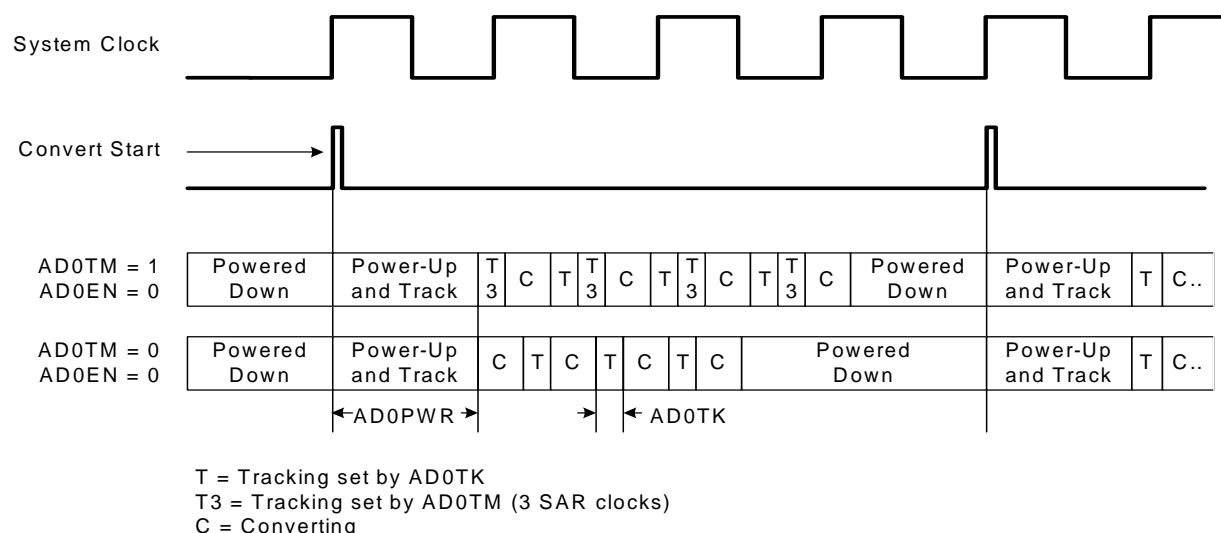 System Clock
Convert Start
AD0TM = 1
AD0EN = 0
Powered
Down
Power-Up
and Track
T
3
C
T
T
3
C
T
T
3
C
T
T
3
C
Powered
Down
Power-Up
and Track
T
C..
AD0TM = 0
AD0EN = 0
Powered
Down
Power-Up
and Track
C
T
C
T
C
T
C
Powered
Down
Power-Up
and Track
T
C..
AD0PWR
AD0TK
T = Tracking set by AD0TK
T3 = Tracking set by AD0TM (3 SAR clocks)
C = Converting